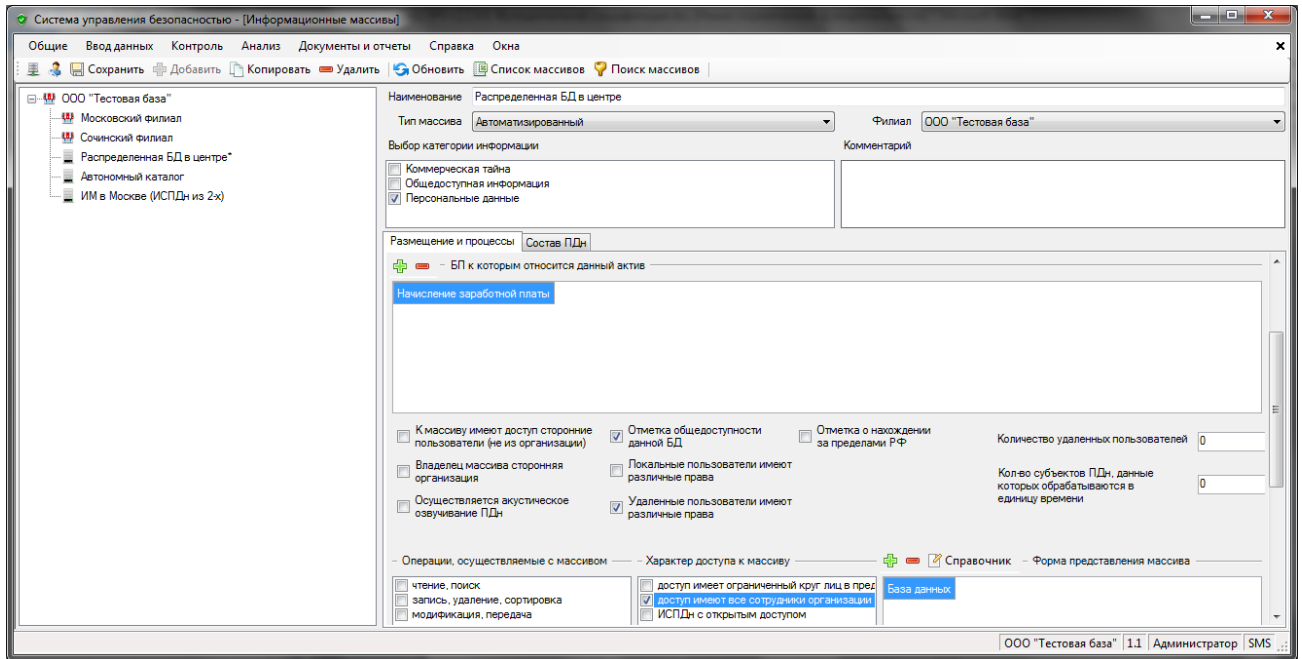 Система управления безопасностью - [Информационные массивы]
Общие Ввод данных Контроль Анализ Документы и отчеты Справка Окна
Сохранить Добавить Копировать Удалить Обновить Список массивов Поиск массивов
ООО "Тестовая база"
Московский филиал
Сочинский филиал
Распределенная БД в центре*
Автономный каталог
ИМ в Москве (ИСПДн из 2-х)
Наименование Распределенная БД в центре
Тип массива Автоматизированный Филиал ООО "Тестовая база"
Выбор категории информации Комментарий
Коммерческая тайна
Общедоступная информация
Персональные данные
Размещение и процессы Состав ПДн
БП к которым относится данный актив
Начисление заработной платы
К массиву имеют доступ сторонние
пользователи (не из организации)
Отметка общедоступности
данной БД
Отметка о нахождении
за пределами РФ
Количество удаленных пользователей 0
Владелец массива сторонняя
организация
Локальные пользователи имеют
различные права
Кол-во субъектов ПДн, данные
которых обрабатываются в
единицу времени
0
Осуществляется акустическое
озвучивание ПДн
Удаленные пользователи имеют
различные права
Операции, осуществляемые с массивом Характер доступа к массиву Справочник - Форма представления массива
чтение, поиск
запись, удаление, сортировка
модификация, передача
доступ имеет ограниченный круг лиц в пред
доступ имеют все сотрудники организации
ИСПДн с открытым доступом
База данных
ООО "Тестовая база" 1.1 Администратор SMS